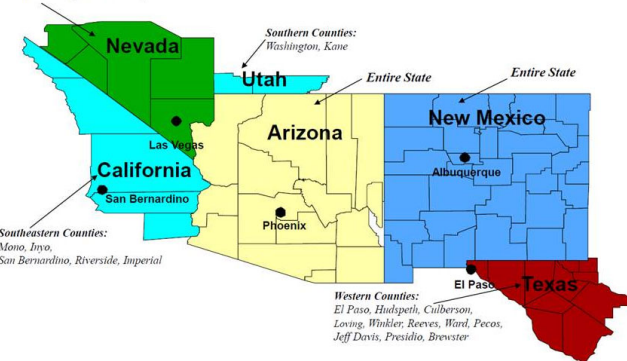 Nevada
Southern Counties:
Washington, Kane
Utah
Entire State
Entire State
Arizona
New Mexico
Las Vegas
California
Albuquerque
San Bernardino
Phoenix
Southeastern Counties:
Mono, Inyo,
San Bernardino, Riverside, Imperial
El Paso
Texas
Western Counties:
El Paso, Hudspeth, Culberson,
Loving, Winkler, Reeves, Ward, Pecos,
Jeff Davis, Presidio, Brewster